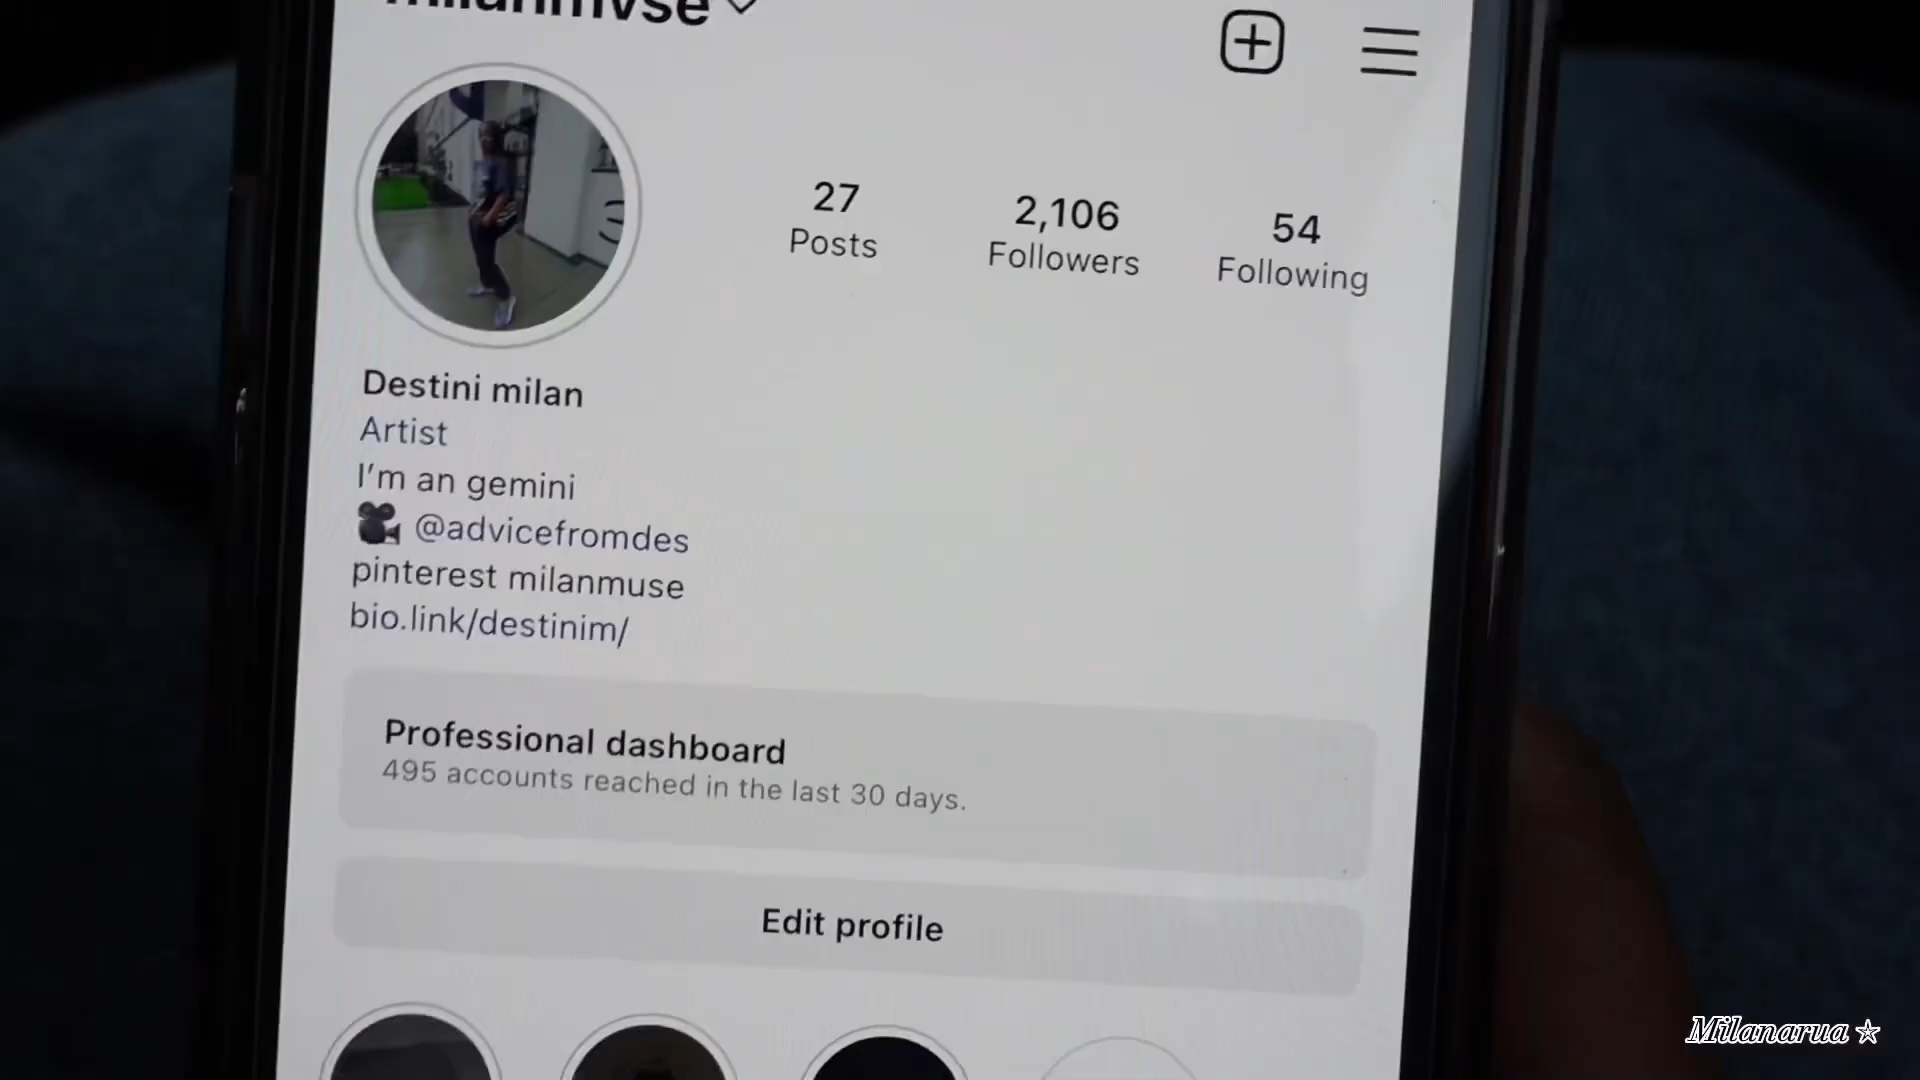 milanmvse
27
Posts
2,106
Followers
54
Following
Destini milan
Artist
I'm an gemini
🎥 @advicefromdes
pinterest milanmuse
bio.link/destinim/
Professional dashboard
495 accounts reached in the last 30 days.
Edit profile
Milanarua ☆